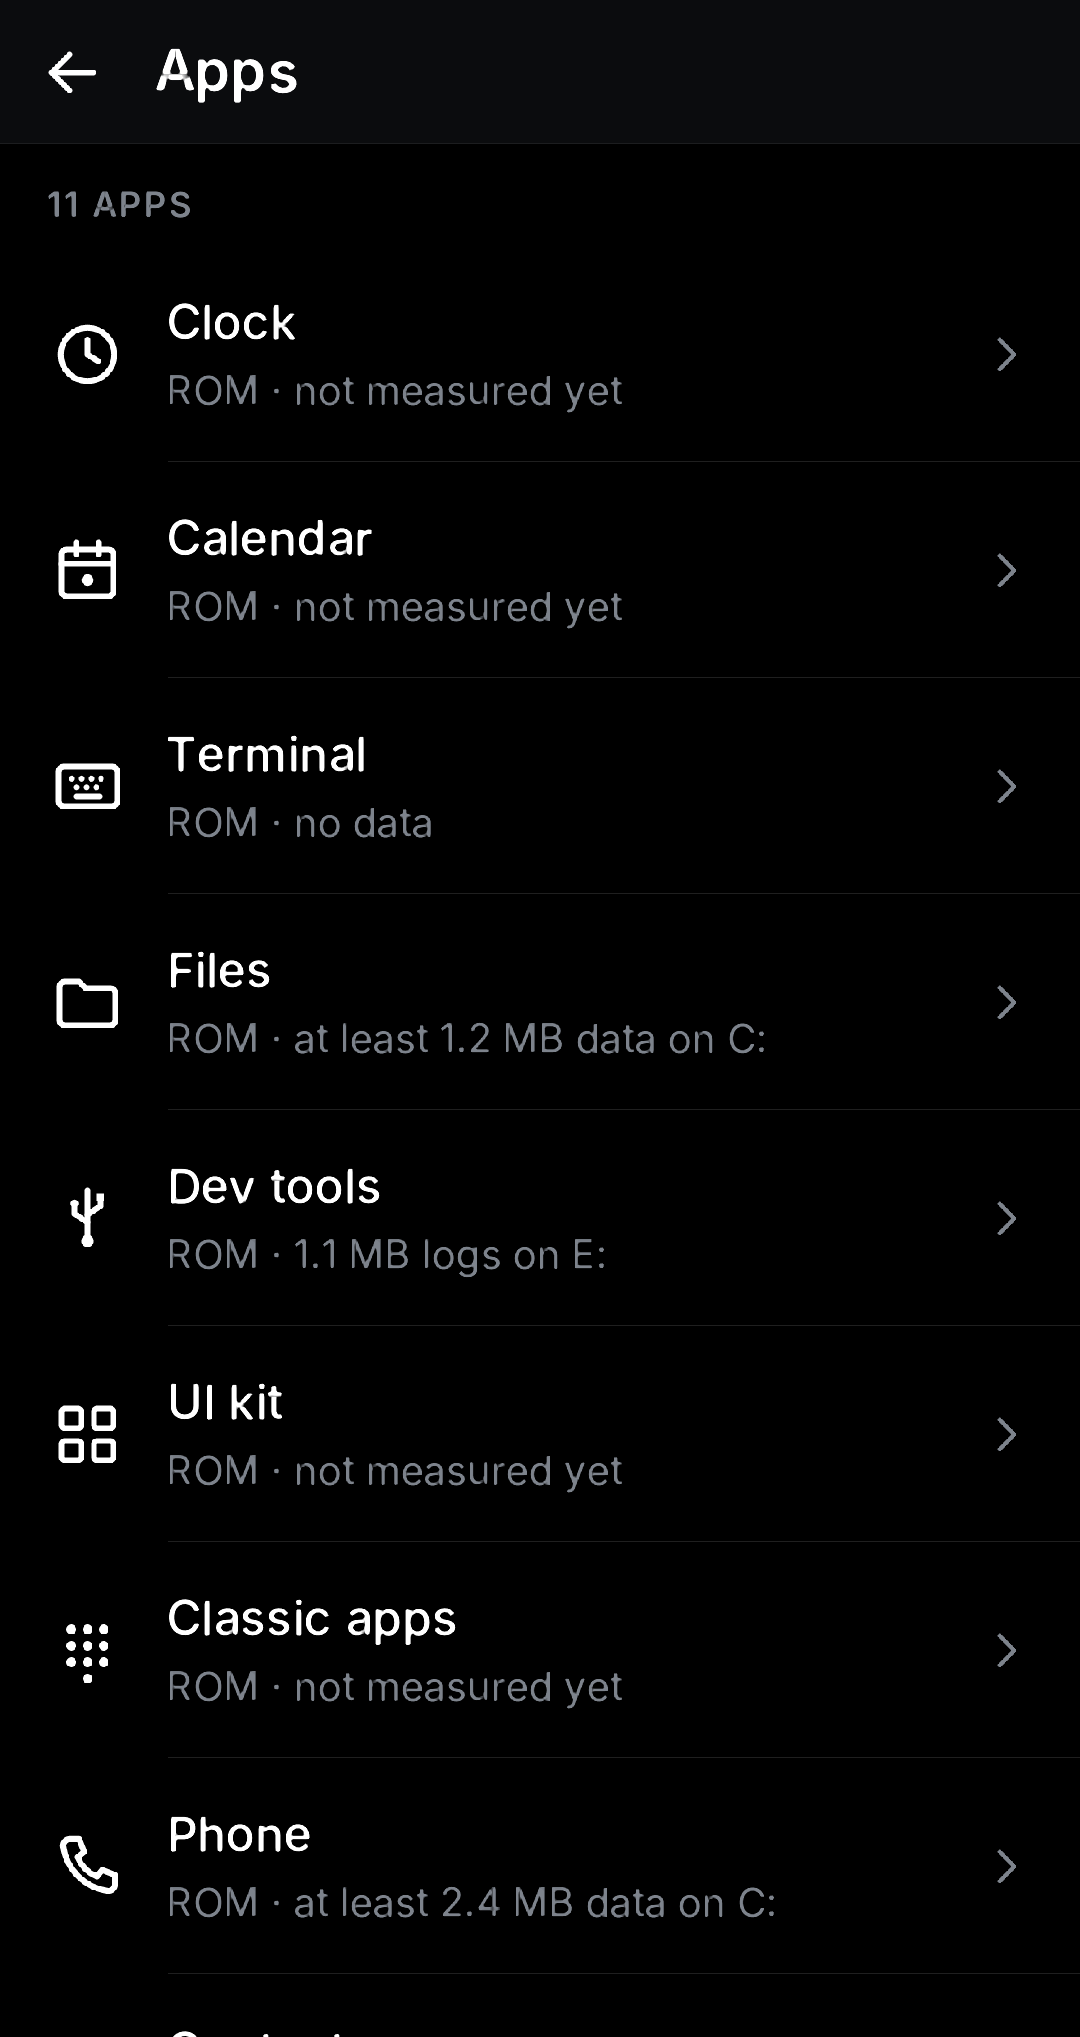 Apps
11 APPS
Clock
ROM · not measured yet
Calendar
ROM · not measured yet
Terminal
ROM · no data
Files
ROM · at least 1.2 MB data on C:
Dev tools
ROM · 1.1 MB logs on E:
UI kit
ROM · not measured yet
Classic apps
ROM · not measured yet
Phone
ROM · at least 2.4 MB data on C: